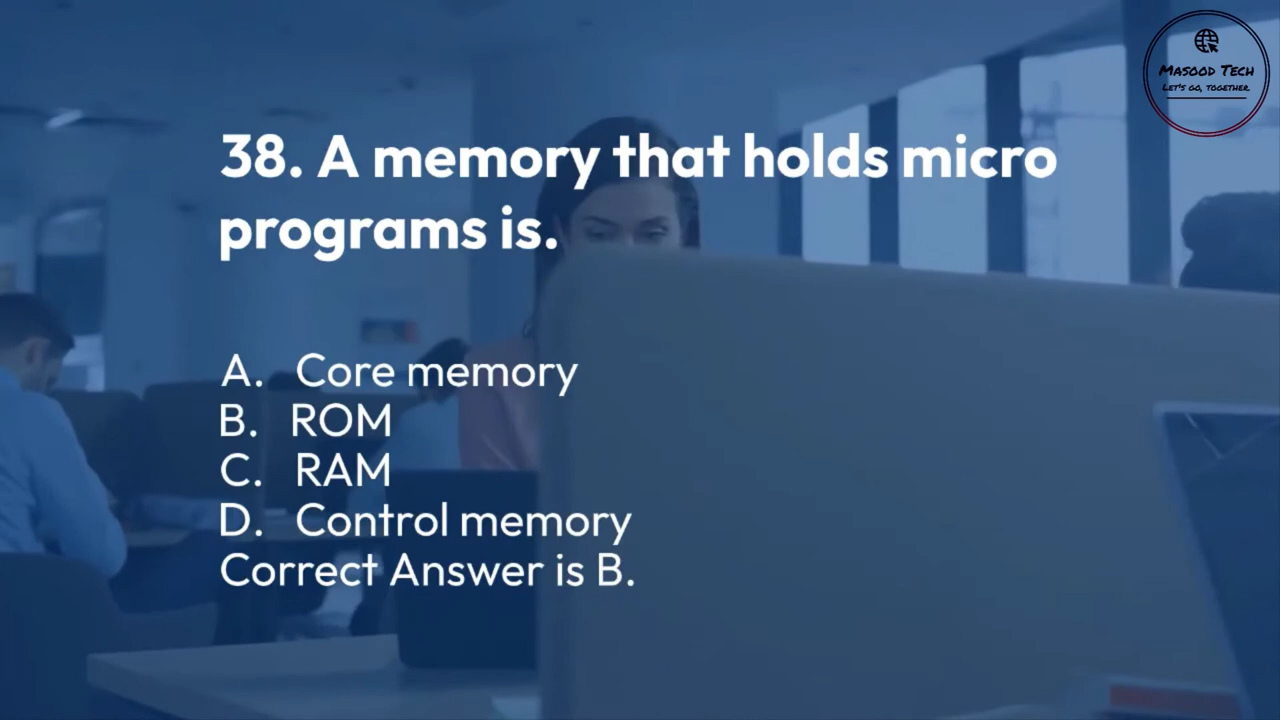 MASOOD TECH
LET'S GO, TOGETHER
38. A memory that holds micro
programs is.
A. Core memory
B. ROM
C. RAM
D. Control memory
Correct Answer is B.